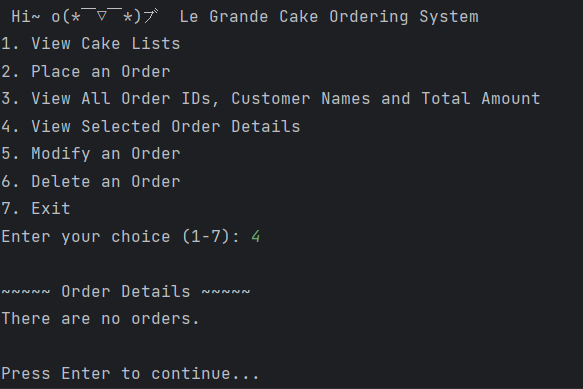 Hi~ o(*￣▽￣*)ブ  Le Grande Cake Ordering System
1. View Cake Lists
2. Place an Order
3. View All Order IDs, Customer Names and Total Amount
4. View Selected Order Details
5. Modify an Order
6. Delete an Order
7. Exit
Enter your choice (1-7): 4
~~~~~ Order Details ~~~~~
There are no orders.
Press Enter to continue...